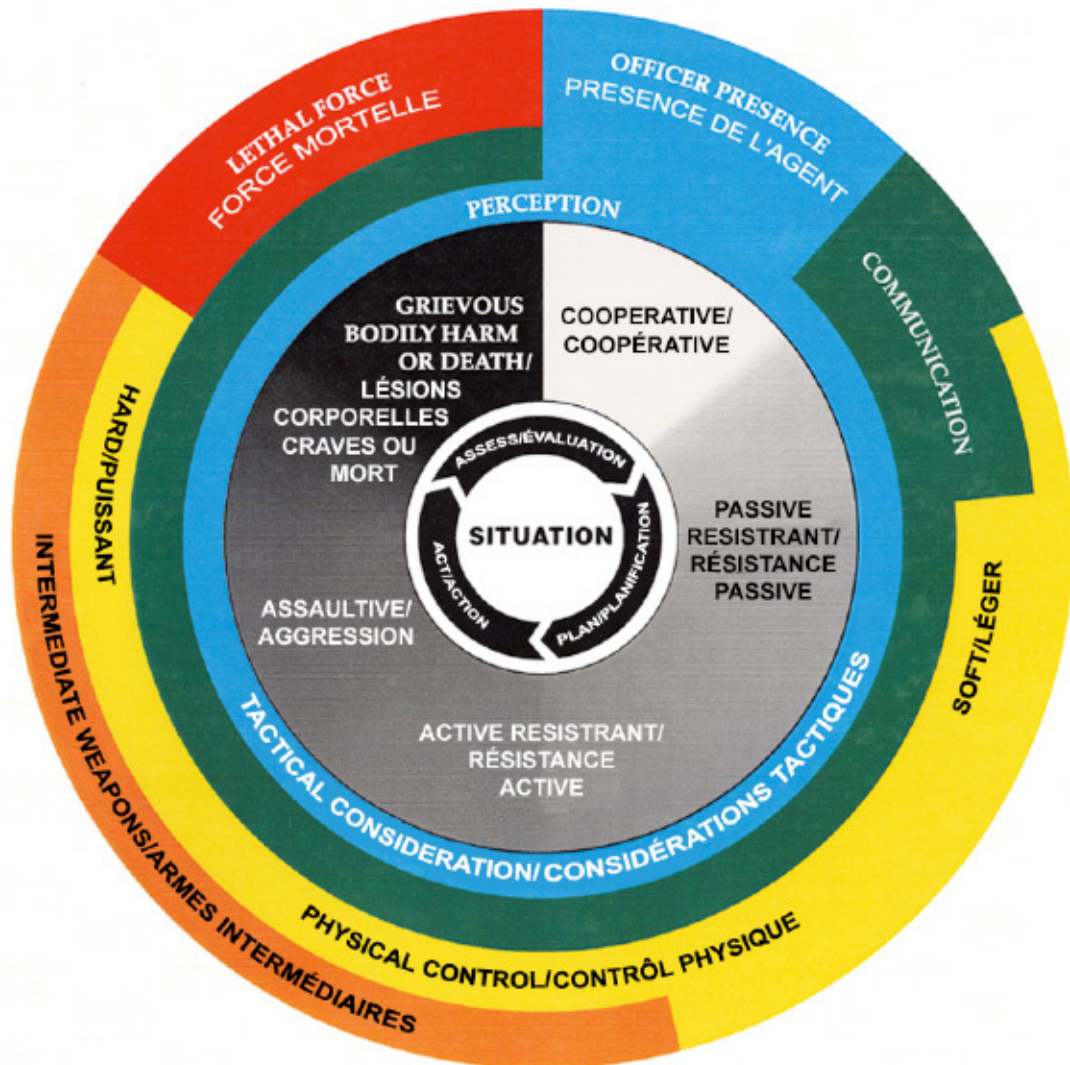 LETHAL FORCE
FORCE MORTELLE
OFFICER PRESENCE
PRESENCE DE L'AGENT
PERCEPTION
COMMUNICATION
GRIEVOUS
BODILY HARM
OR DEATH/
LÉSIONS
CORPORELLES
CRAVES OU
MORT
COOPERATIVE/
COOPÉRATIVE
ASSESS/ÉVALUATION
SITUATION
PLAN/PLANIFICATION
ACT/ACTION
PASSIVE
RESISTRANT/
RÉSISTANCE
PASSIVE
ASSAULTIVE/
AGGRESSION
ACTIVE RESISTRANT/
RÉSISTANCE
ACTIVE
HARD/PUISSANT
SOFT/LÉGER
TACTICAL CONSIDERATION/CONSIDÉRATIONS TACTIQUES
PHYSICAL CONTROL/CONTRÔL PHYSIQUE
INTERMEDIATE WEAPONS/ARMES INTERMÉDIAIRES